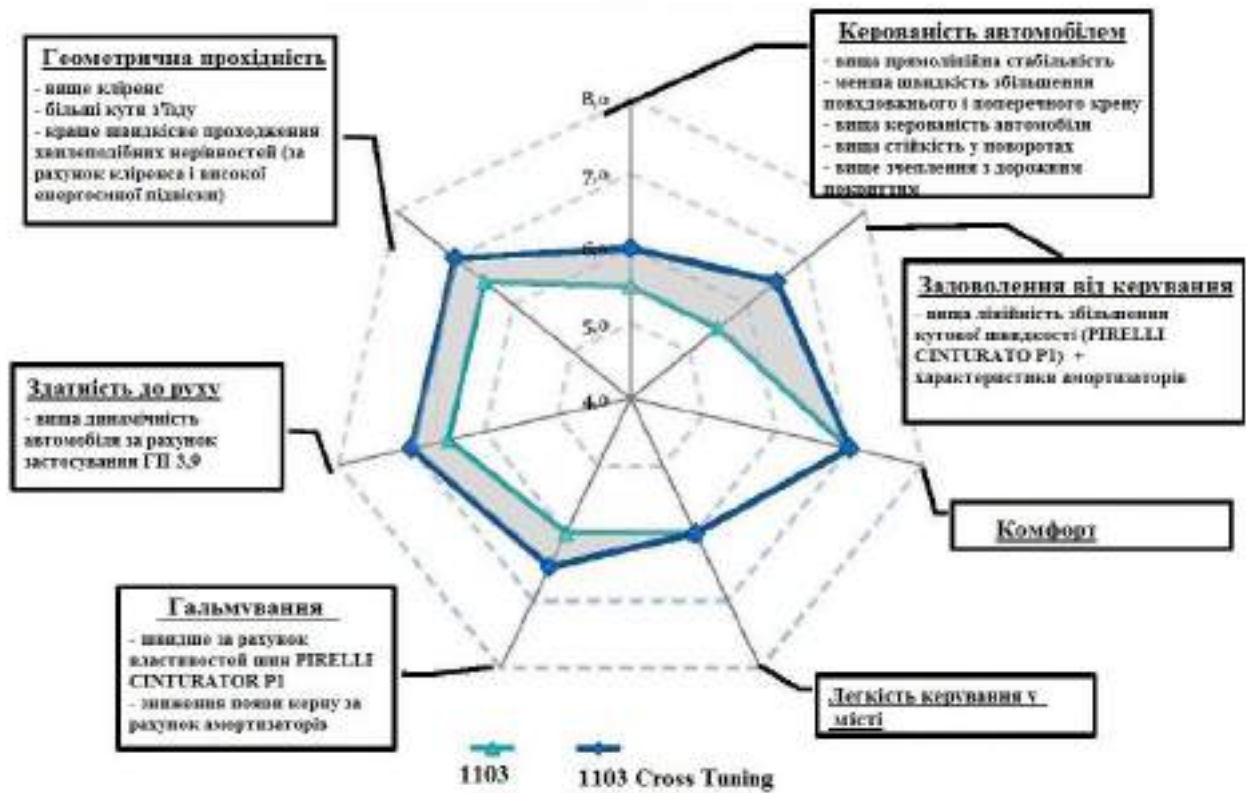 Геометрична прохідність
- вище кліренс
- більші кути з'їду
- краще швидкісне проходження
хвилеподібних нерівностей (за
рахунок кліренса і високої
енергоємної підвіски)
Керованість автомобілем
- вища прямолінійна стабільність
- менша швидкість збільшення
повздовжнього і поперечного крену
- вища керованість автомобіля
- вища стійкість у поворотах
- вище зчеплення з дорожним
покриттям
8,0
7,0
6,0
5,0
4,0
Задоволення від керування
- вища лінійність збільшення
кутової швидкості (PIRELLI
CINTURATO P1) +
характеристики амортизаторів
Здатність до руху
- вища динамічність
автомобіля за рахунок
застосування ГП 3,9
Комфорт
Гальмування
- швидше за рахунок
властивостей шин PIRELLI
CINTURATOR P1
- зниження появи керну за
рахунок амортизаторів
Легкість керування у
місті
1103
1103 Cross Tuning